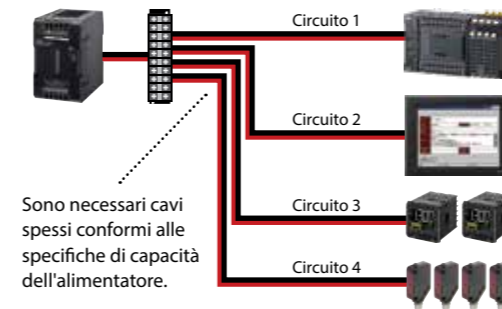 Circuito 1
Circuito 2
Sono necessari cavi
spessi conformi alle
specifiche di capacità
dell'alimentatore.
Circuito 3
Circuito 4